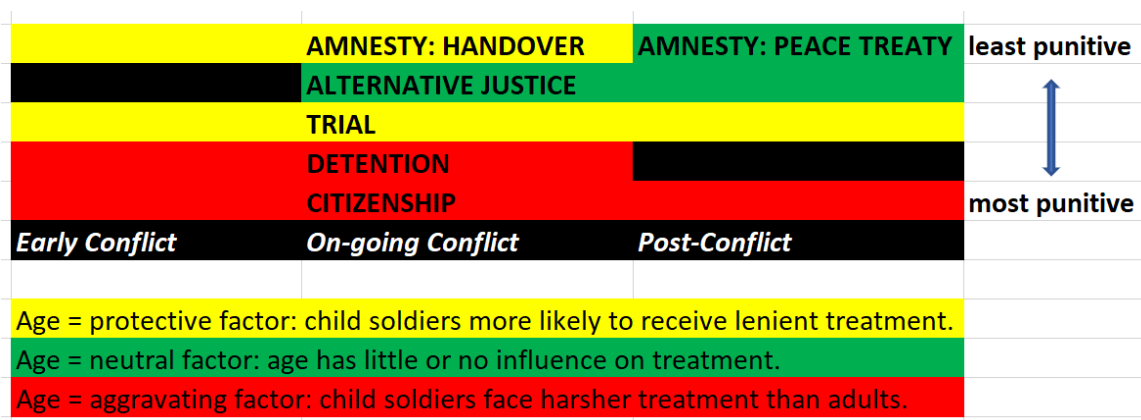 AMNESTY: HANDOVER AMNESTY: PEACE TREATY least punitive
ALTERNATIVE JUSTICE
TRIAL
DETENTION
CITIZENSHIP most punitive
Early Conflict On-going Conflict Post-Conflict
Age = protective factor: child soldiers more likely to receive lenient treatment.
Age = neutral factor: age has little or no influence on treatment.
Age = aggravating factor: child soldiers face harsher treatment than adults.